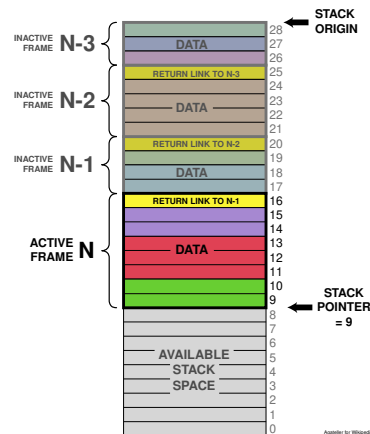 STACK
ORIGIN
28
INACTIVE
FRAME N-3
DATA
27
26
RETURN LINK TO N-3
25
24
INACTIVE
FRAME N-2
DATA
23
22
21
RETURN LINK TO N-2
20
19
INACTIVE
FRAME N-1
DATA
18
17
RETURN LINK TO N-1
16
15
14
ACTIVE
FRAME N
DATA
13
12
11
10
9
STACK
POINTER
= 9
8
7
6
AVAILABLE
5
STACK
4
SPACE
3
2
1
0